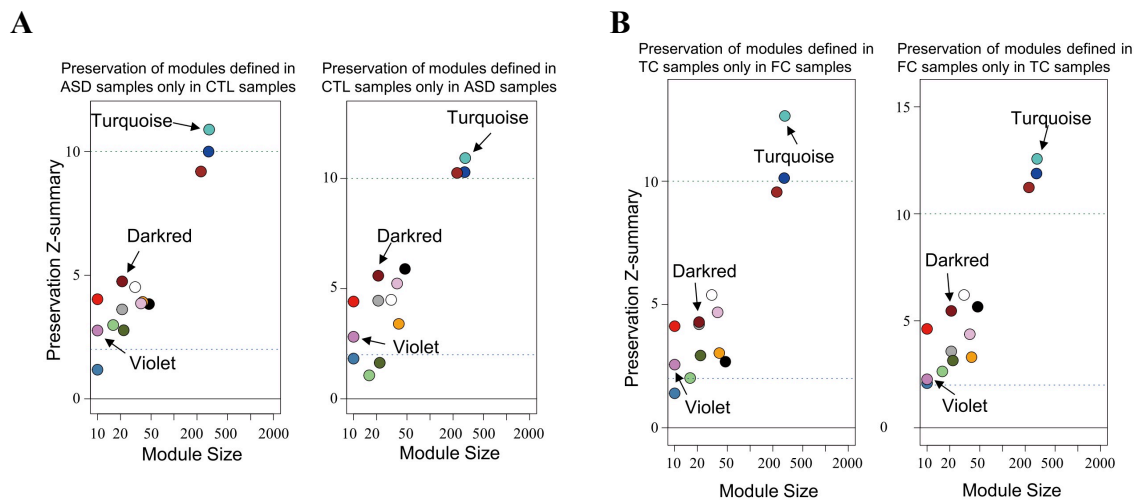 A
B
Preservation of modules defined in
ASD samples only in CTL samples
Preservation of modules defined in
CTL samples only in ASD samples
Preservation of modules defined in
TC samples only in FC samples
Preservation of modules defined in
FC samples only in TC samples
Preservation Z-summary
10
5
0
Turquoise
Darkred
Violet
10 20 50 200 500 2000
Module Size
10
5
0
Turquoise
Darkred
Violet
10 20 50 200 500 2000
Module Size
Preservation Z-summary
10
5
0
Turquoise
Darkred
Violet
10 20 50 200 500 2000
Module Size
15
10
5
0
Turquoise
Darkred
Violet
10 20 50 200 500 2000
Module Size